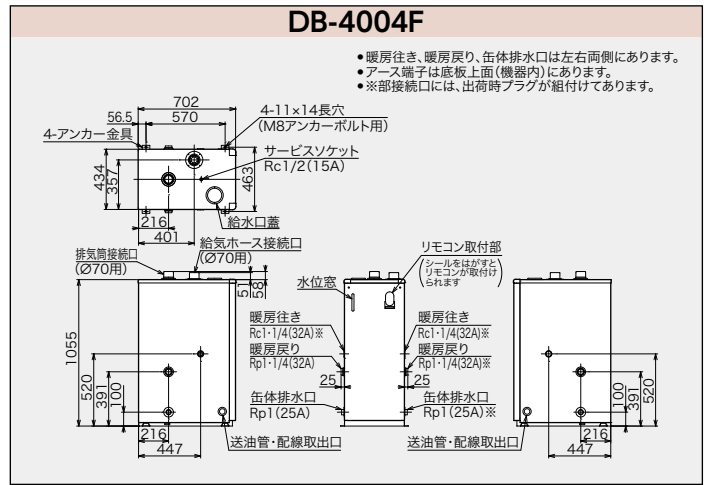 DB-4004F
●暖房往き、暖房戻り、缶体排水口は左右両側にあります。
●アース端子は底板上面(機器内)にあります。
●※部接続口には、出荷時プラグが組付けてあります。
702
56.5
570
4-アンカー金具
4-11×14長穴
(M8アンカーボルト用)
サービスソケット
Rc1/2(15A)
434
357
463
216
401
給水口蓋
排気筒接続口
(Ø70用)
給気ホース接続口
(Ø70用)
51
58
水位窓
リモコン取付部
(シールをはがすと
リモコンが取付け
られます)
1055
520
391
100
216
447
送油管・配線取出口
暖房往き
Rc1・1/4(32A)※
暖房戻り
Rp1・1/4(32A)
25
缶体排水口
Rp1(25A)
暖房往き
Rc1・1/4(32A)※
暖房戻り
Rp1・1/4(32A)※
25
缶体排水口
Rp1(25A)※
送油管・配線取出口
100
391
520
216
447